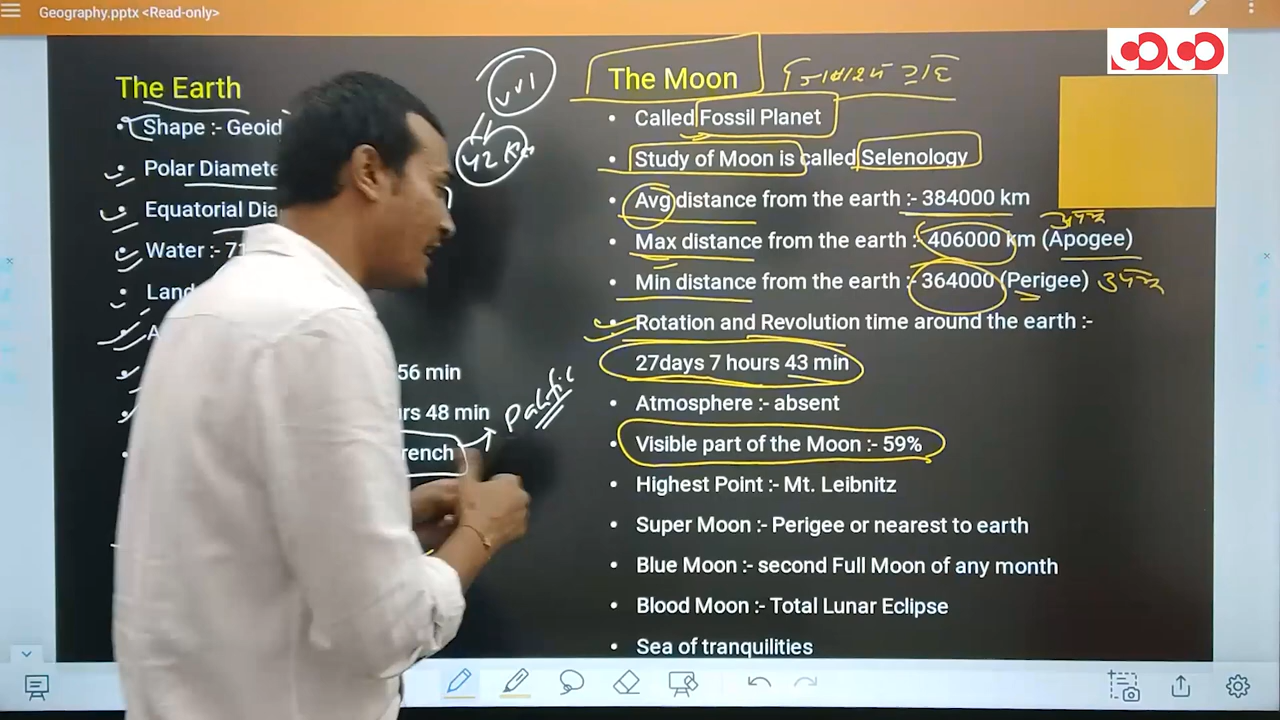 Geography.pptx <Read-only>
The Earth
• Shape :- Geoid
Polar Diamete
Equatorial Dia
Water :- 71
Land
56 min
urs 48 min
rench
Pacific
42 Km
The Moon
• Called Fossil Planet
• Study of Moon is called Selenology
• Avg distance from the earth :- 384000 km
• Max distance from the earth :- 406000 km (Apogee)
• Min distance from the earth :- 364000 (Perigee)
• Rotation and Revolution time around the earth :-
27days 7 hours 43 min
• Atmosphere :- absent
• Visible part of the Moon :- 59%
• Highest Point :- Mt. Leibnitz
• Super Moon :- Perigee or nearest to earth
• Blue Moon :- second Full Moon of any month
• Blood Moon :- Total Lunar Eclipse
• Sea of tranquilities